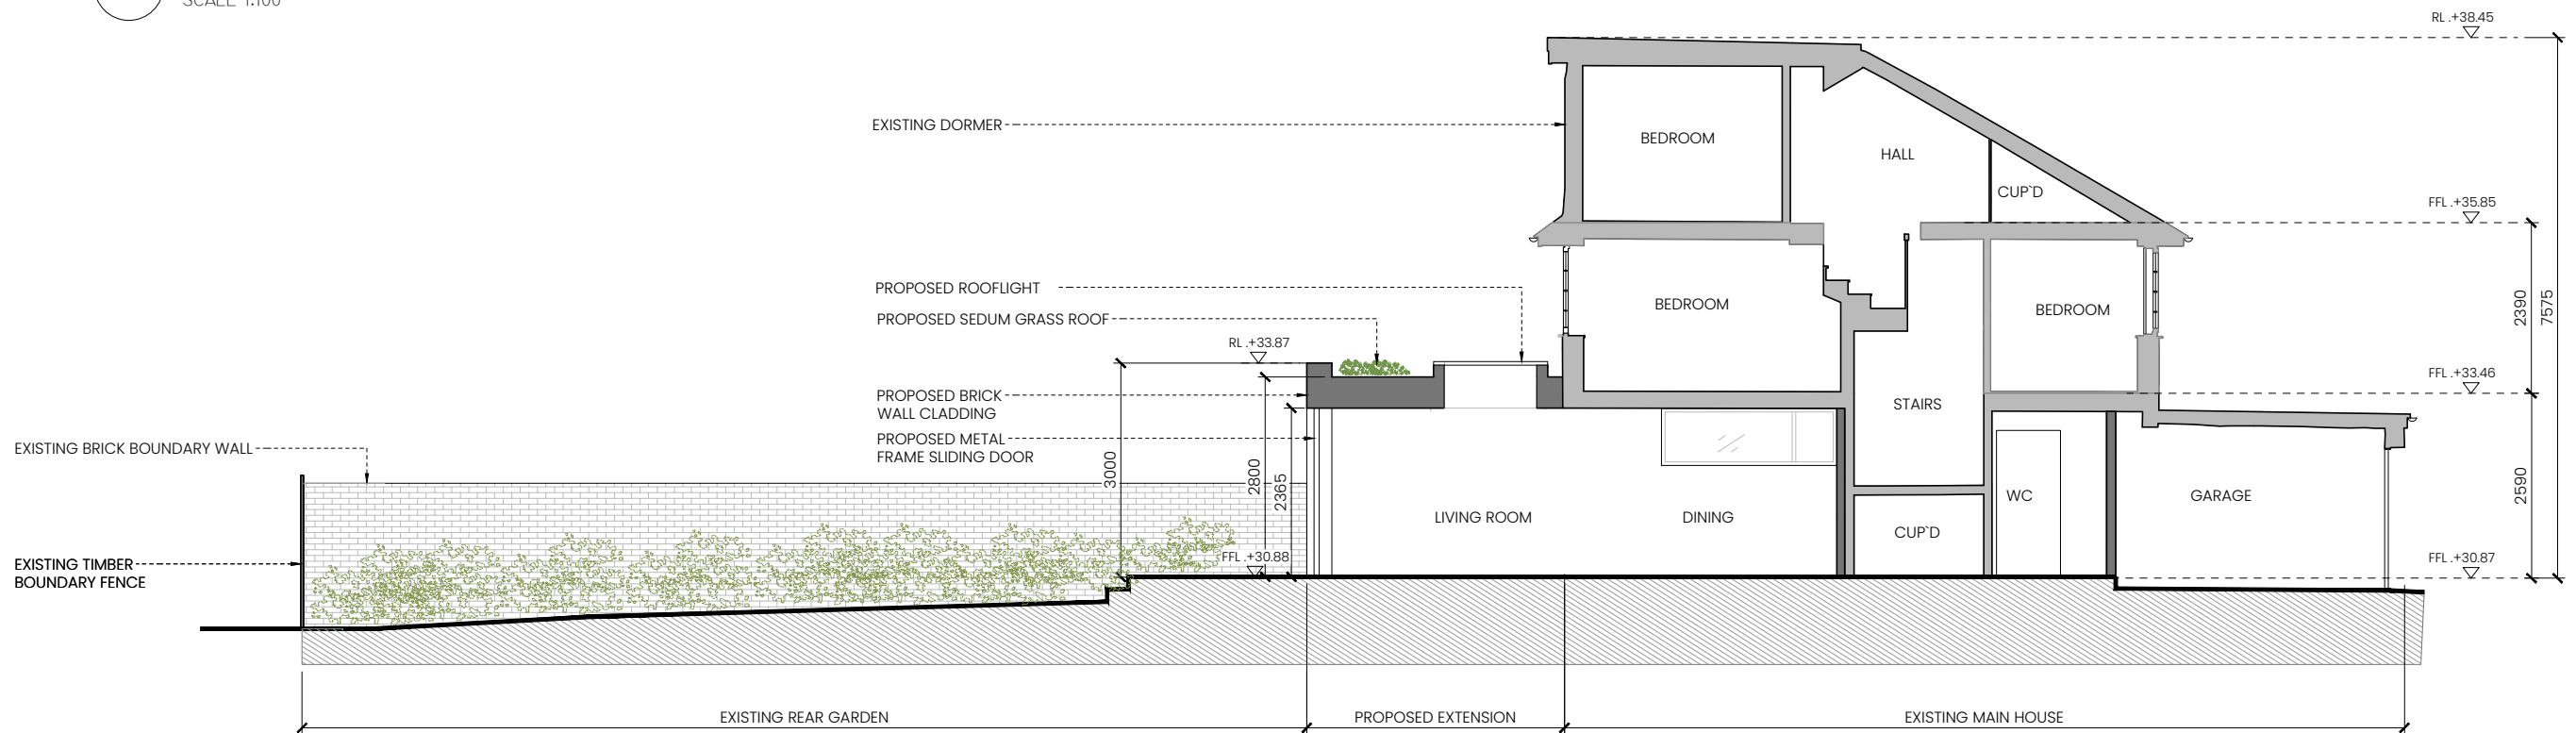 SCALE 1:100
RL .+38.45
EXISTING DORMER
BEDROOM
HALL
CUP`D
FFL .+35.85
PROPOSED ROOFLIGHT
PROPOSED SEDUM GRASS ROOF
BEDROOM
BEDROOM
2390
7575
RL .+33.87
FFL .+33.46
PROPOSED BRICK
WALL CLADDING
STAIRS
PROPOSED METAL
FRAME SLIDING DOOR
EXISTING BRICK BOUNDARY WALL
3000
2800
2365
2590
WC
GARAGE
LIVING ROOM
DINING
CUP`D
EXISTING TIMBER
BOUNDARY FENCE
FFL .+30.88
FFL .+30.87
EXISTING REAR GARDEN
PROPOSED EXTENSION
EXISTING MAIN HOUSE